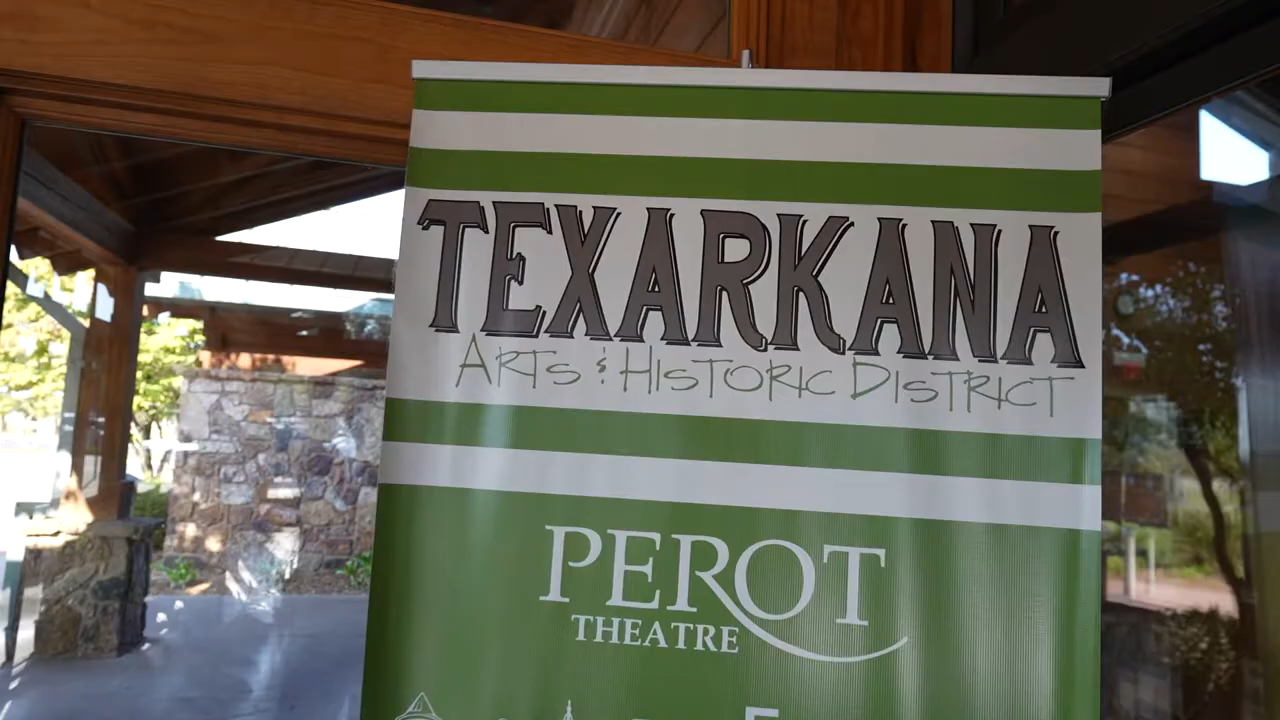 TEXARKANA
ARTS & HISTORIC DISTRICT
PEROT
THEATRE